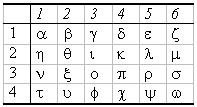 1 2 3 4 5 6
1 α β γ δ ε ζ
2 η θ ι κ λ μ
3 ν ξ ο π ρ σ
4 τ υ φ χ ψ ω